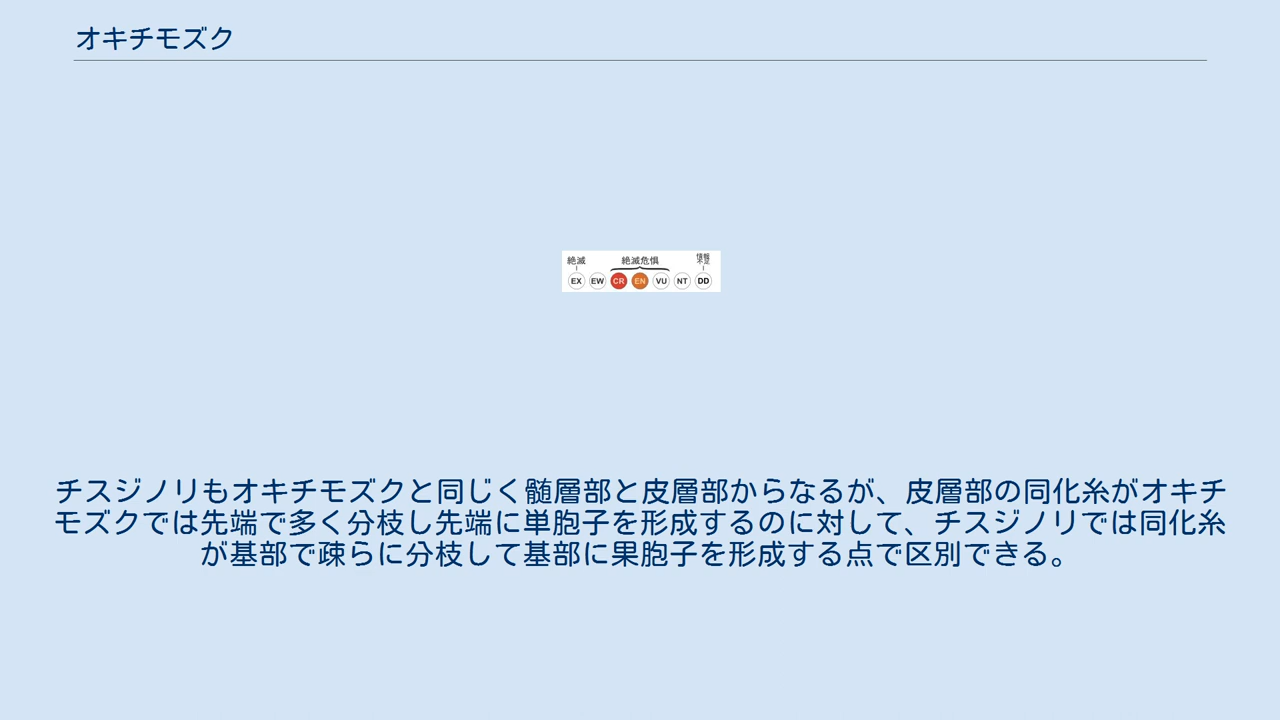 オキチモズク
絶滅 絶滅危惧 情報不足
EX EW CR EN VU NT DD
チスジノリもオキチモズクと同じく髄層部と皮層部からなるが、皮層部の同化糸がオキチ
モズクでは先端で多く分枝し先端に単胞子を形成するのに対して、チスジノリでは同化糸
が基部で疎らに分枝して基部に果胞子を形成する点で区別できる。